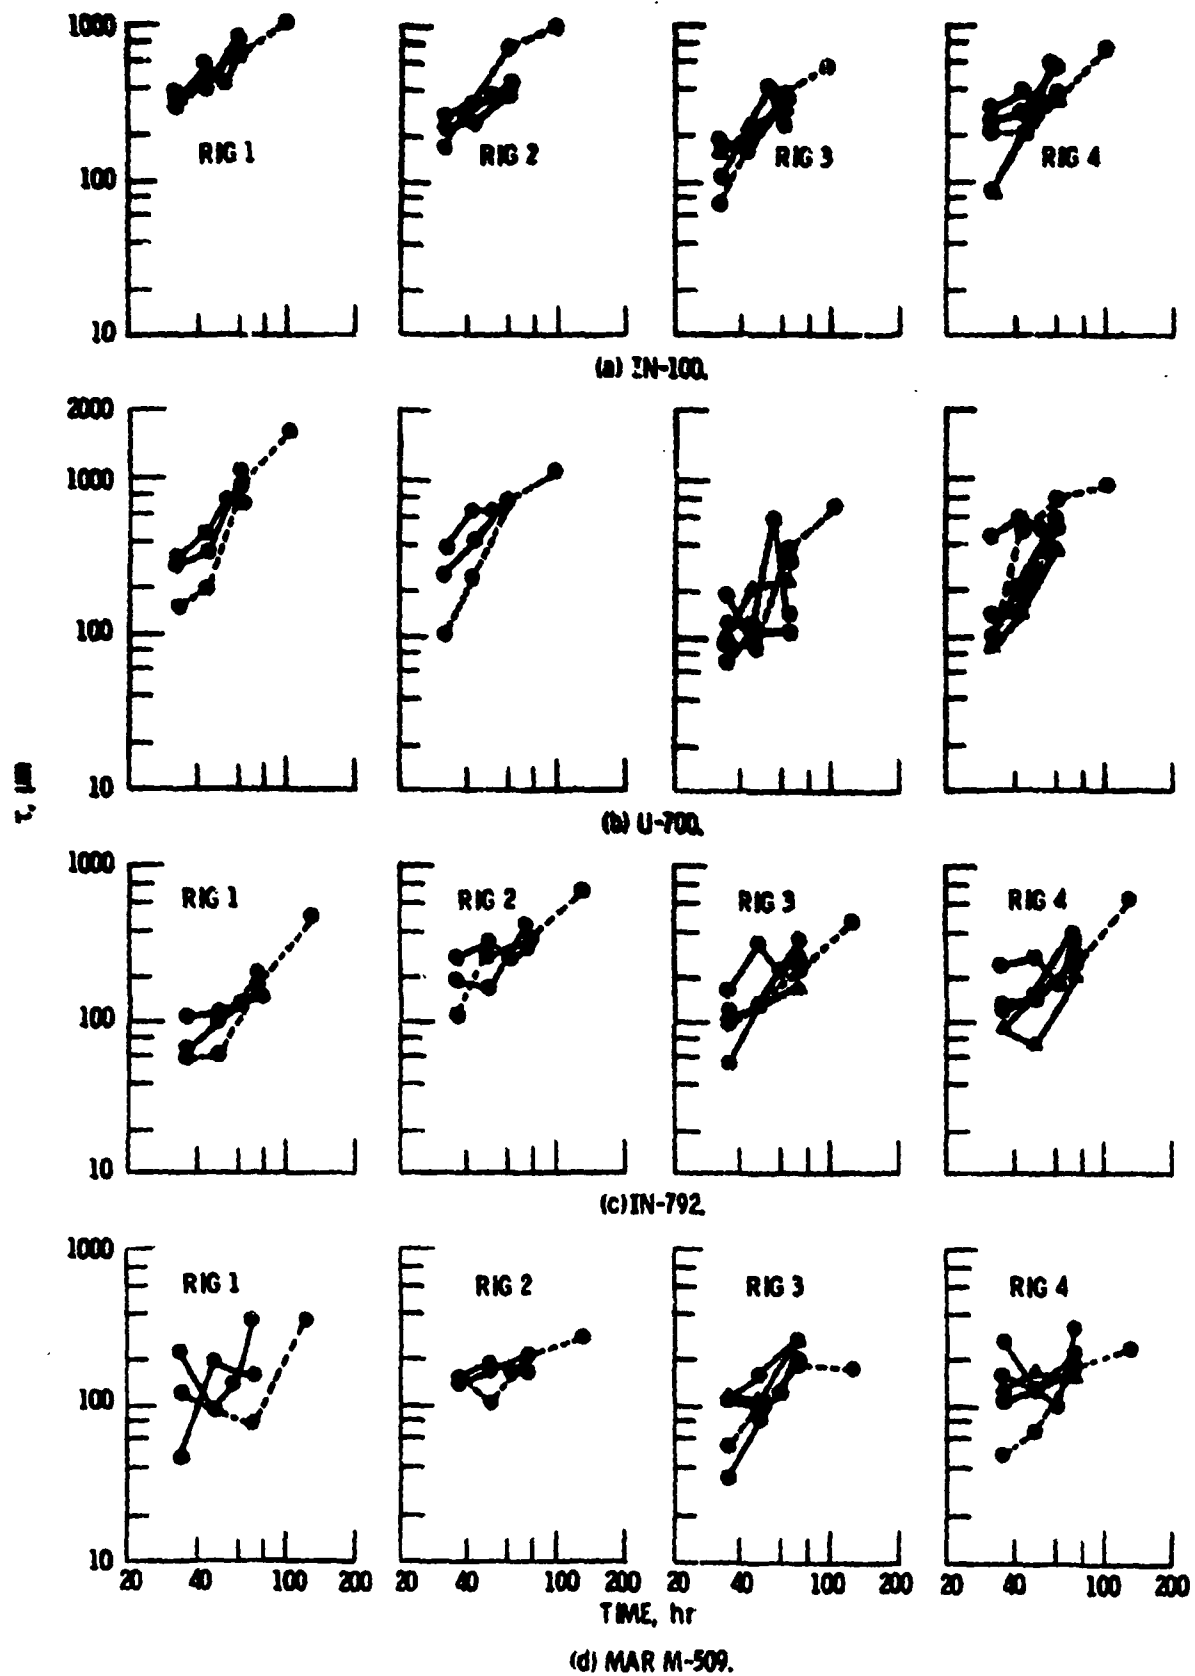 1000
100
10
RIG 1
RIG 2
RIG 3
RIG 4
(a) IN-100.
2000
1000
100
10
τ, μm
(b) U-700.
1000
100
10
RIG 1
RIG 2
RIG 3
RIG 4
(c) IN-792.
1000
100
10
RIG 1
RIG 2
RIG 3
RIG 4
20 40 100 200 20 40 100 200 20 40 100 200 20 40 100 200
TIME, hr
(d) MAR M-509.